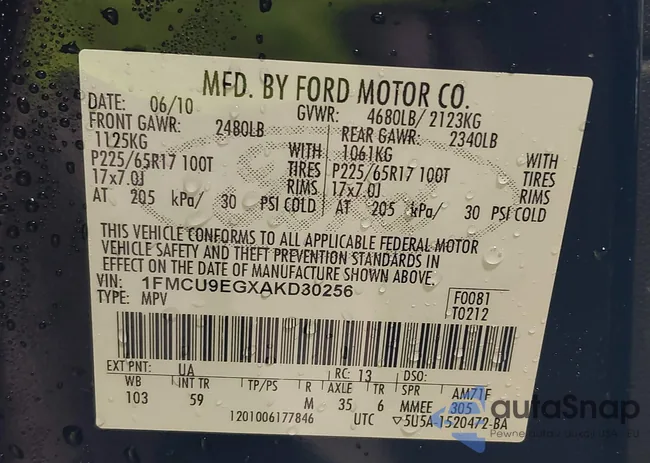 MFD. BY FORD MOTOR CO.
DATE: 06/10 GVWR: 4680LB/ 2123KG
FRONT GAWR: 2480LB REAR GAWR: 2340LB
1125KG WITH 1061KG WITH
P225/65R17 100T TIRES P225/65R17 100T TIRES
17x7.0J RIMS 17x7.0J RIMS
AT 205 kPa/ 30 PSI COLD AT 205 kPa/ 30 PSI COLD
THIS VEHICLE CONFORMS TO ALL APPLICABLE FEDERAL MOTOR
VEHICLE SAFETY AND THEFT PREVENTION STANDARDS IN
EFFECT ON THE DATE OF MANUFACTURE SHOWN ABOVE.
VIN: 1FMCU9EGXAKD30256 F0081
TYPE: MPV T0212
EXT PNT: UA RC: 13 DSO:
WB INT TR TP/PS R AXLE TR SPR AM71F
103 59 M 35 6 MMEE 305
1201006177846 UTC ▽5U5A-1520472-BA
autaSnap